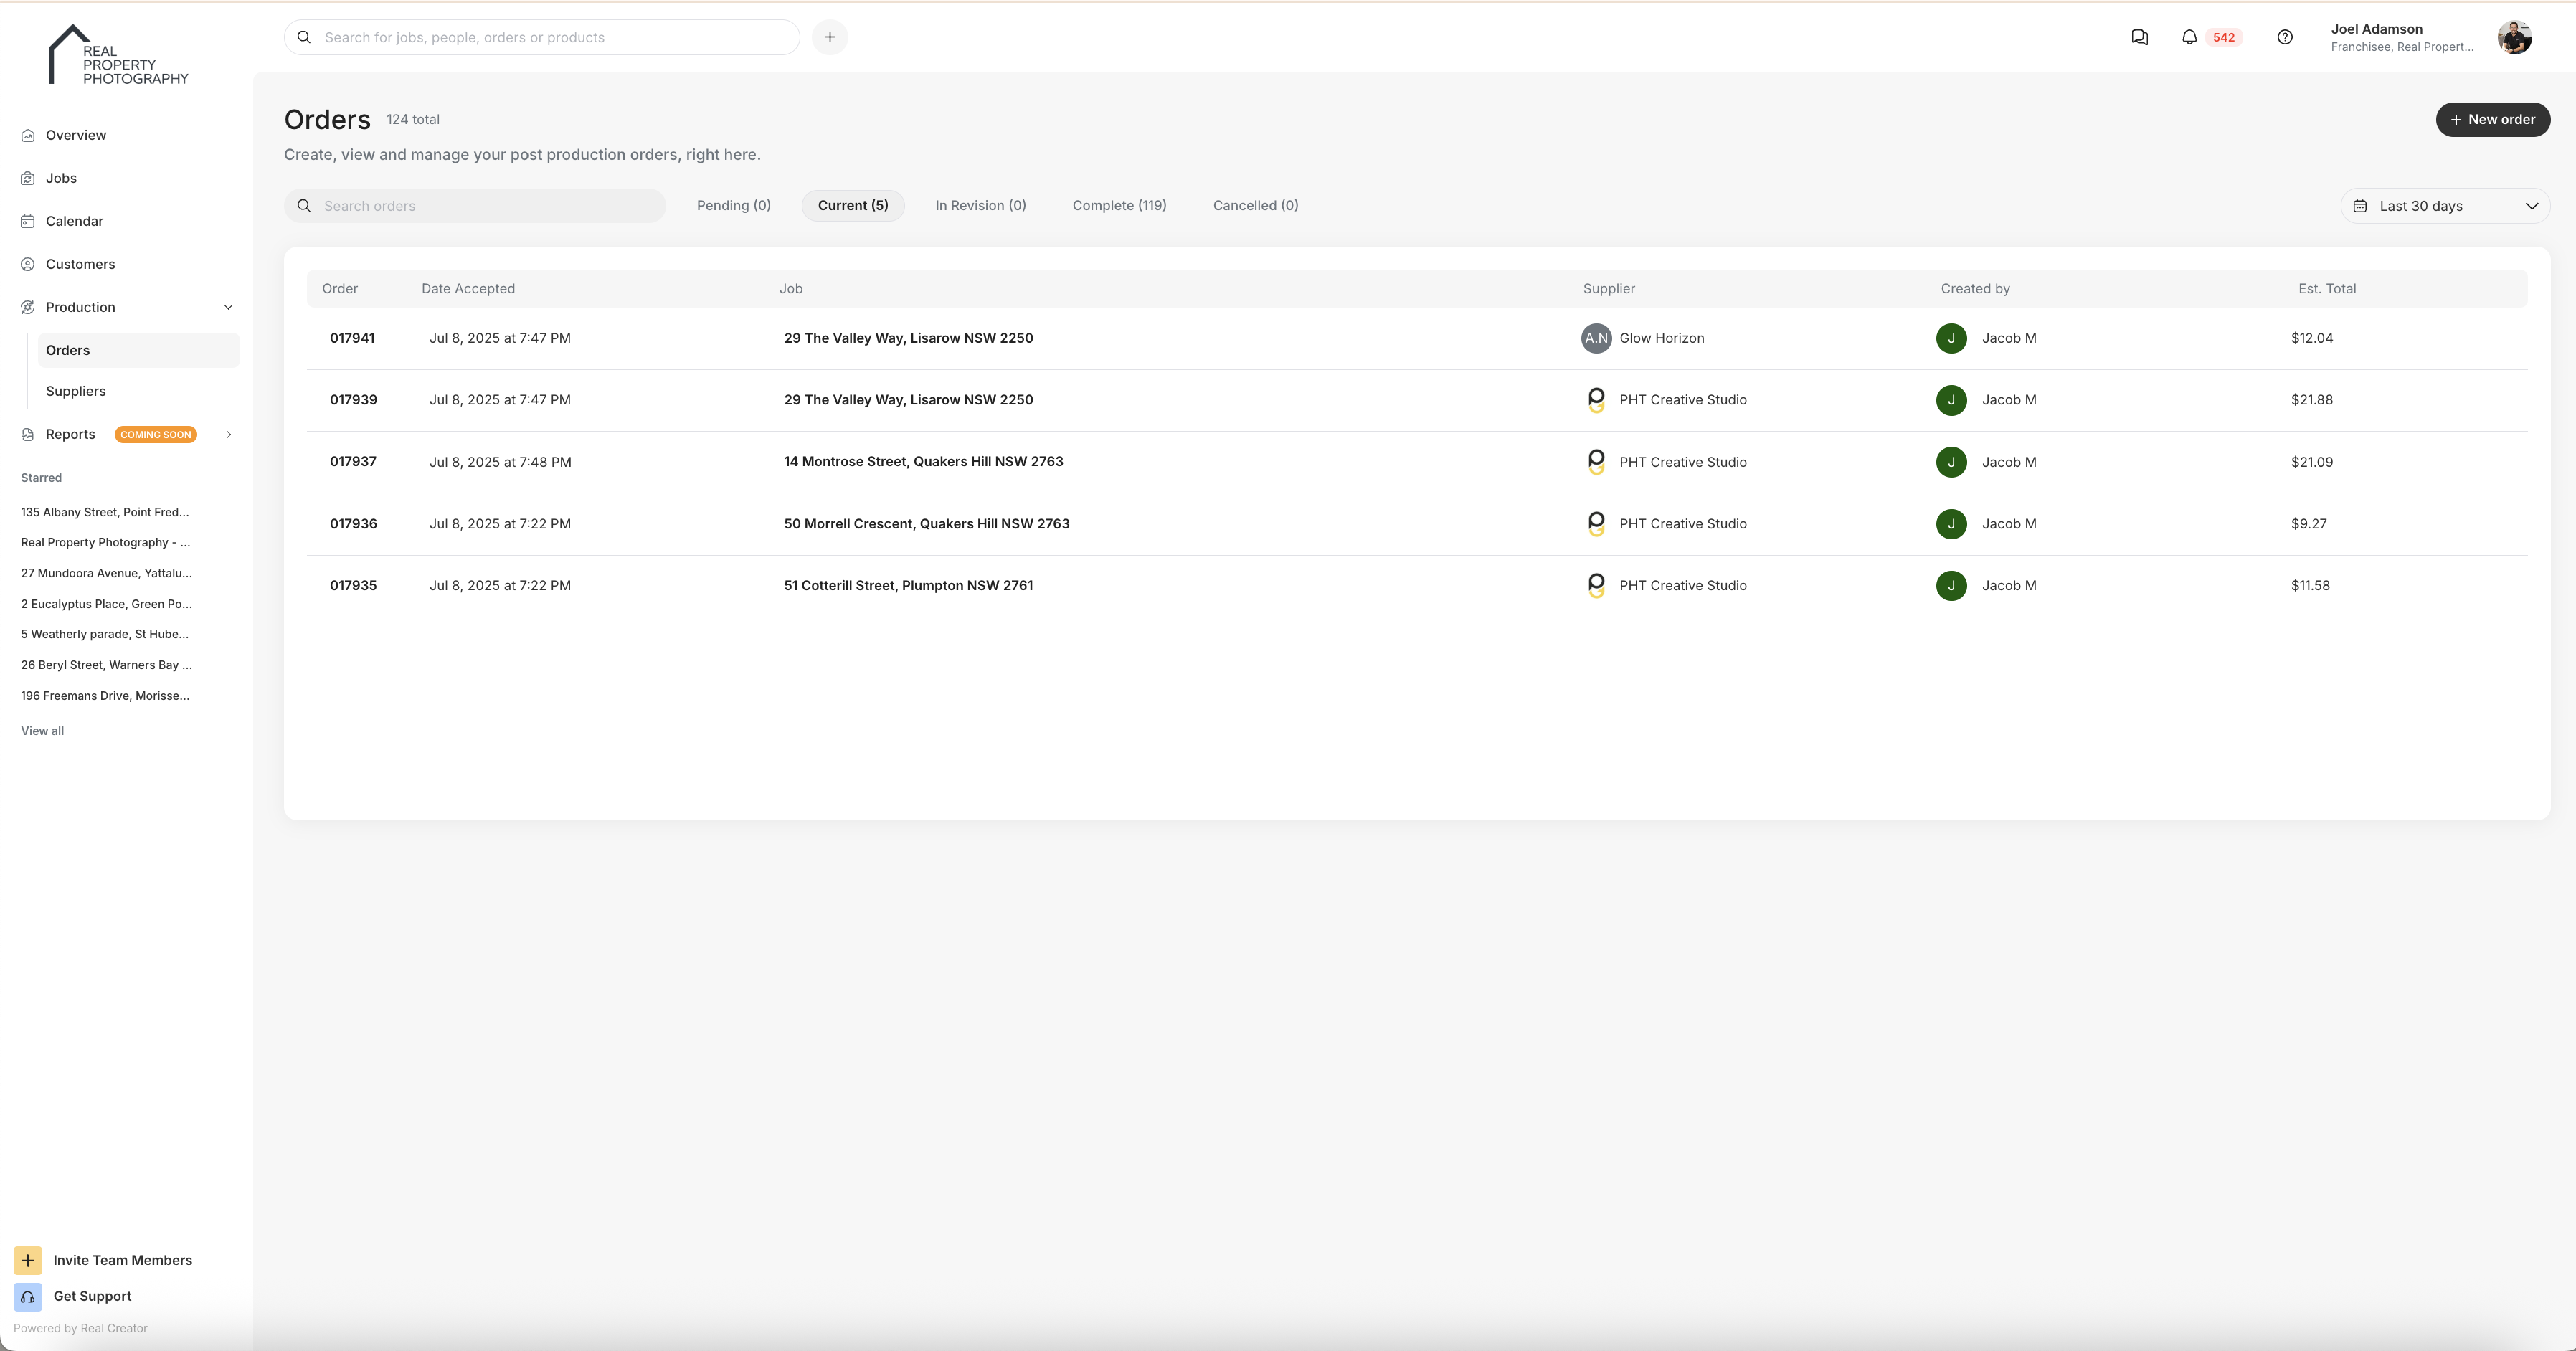 REAL
PROPERTY
PHOTOGRAPHY
Search for jobs, people, orders or products
542
Joel Adamson
Franchisee, Real Propert...
Overview
Jobs
Calendar
Customers
Production
Orders
Suppliers
Reports COMING SOON
Starred
135 Albany Street, Point Fred...
Real Property Photography - ...
27 Mundoora Avenue, Yattalu...
2 Eucalyptus Place, Green Po...
5 Weatherly parade, St Hube...
26 Beryl Street, Warners Bay ...
196 Freemans Drive, Morisse...
View all
Invite Team Members
Get Support
Powered by Real Creator
Orders 124 total
New order
Create, view and manage your post production orders, right here.
Search orders Pending (0) Current (5) In Revision (0) Complete (119) Cancelled (0) Last 30 days
Order Date Accepted Job Supplier Created by Est. Total
017941 Jul 8, 2025 at 7:47 PM 29 The Valley Way, Lisarow NSW 2250 A.N Glow Horizon J Jacob M $12.04
017939 Jul 8, 2025 at 7:47 PM 29 The Valley Way, Lisarow NSW 2250 PHT Creative Studio J Jacob M $21.88
017937 Jul 8, 2025 at 7:48 PM 14 Montrose Street, Quakers Hill NSW 2763 PHT Creative Studio J Jacob M $21.09
017936 Jul 8, 2025 at 7:22 PM 50 Morrell Crescent, Quakers Hill NSW 2763 PHT Creative Studio J Jacob M $9.27
017935 Jul 8, 2025 at 7:22 PM 51 Cotterill Street, Plumpton NSW 2761 PHT Creative Studio J Jacob M $11.58